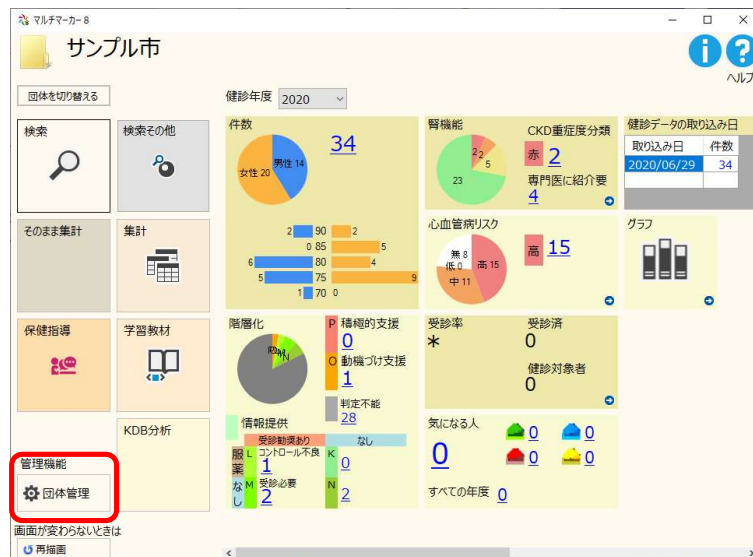 マルチマーカー 8
サンプル市
ヘルプ
団体を切り替える
健診年度 2020
検索
検索その他
そのまま集計
集計
保健指導
学習教材
KDB分析
管理機能
団体管理
画面が変わらないときは
再描画
件数
34
女性 20
男性 14
2 90 2
0 85 5
6 80 4
5 75 9
1 70 0
腎機能
CKD重症度分類
2 2 5
23
赤 2
専門医に紹介要
4
健診データの取り込み日
取り込み日 件数
2020/06/29 34
心血管病リスク
無 8
低 0
高 15
中 11
高 15
グラフ
階層化
P 積極的支援
0
O 動機づけ支援
1
判定不能
28
情報提供
受診勧奨あり なし
服薬
L コントロール不良
1
K
0
なし
M 受診必要
2
N
2
受診率
*
受診済
0
健診対象者
0
気になる人
0
0 0
0 0
すべての年度 0